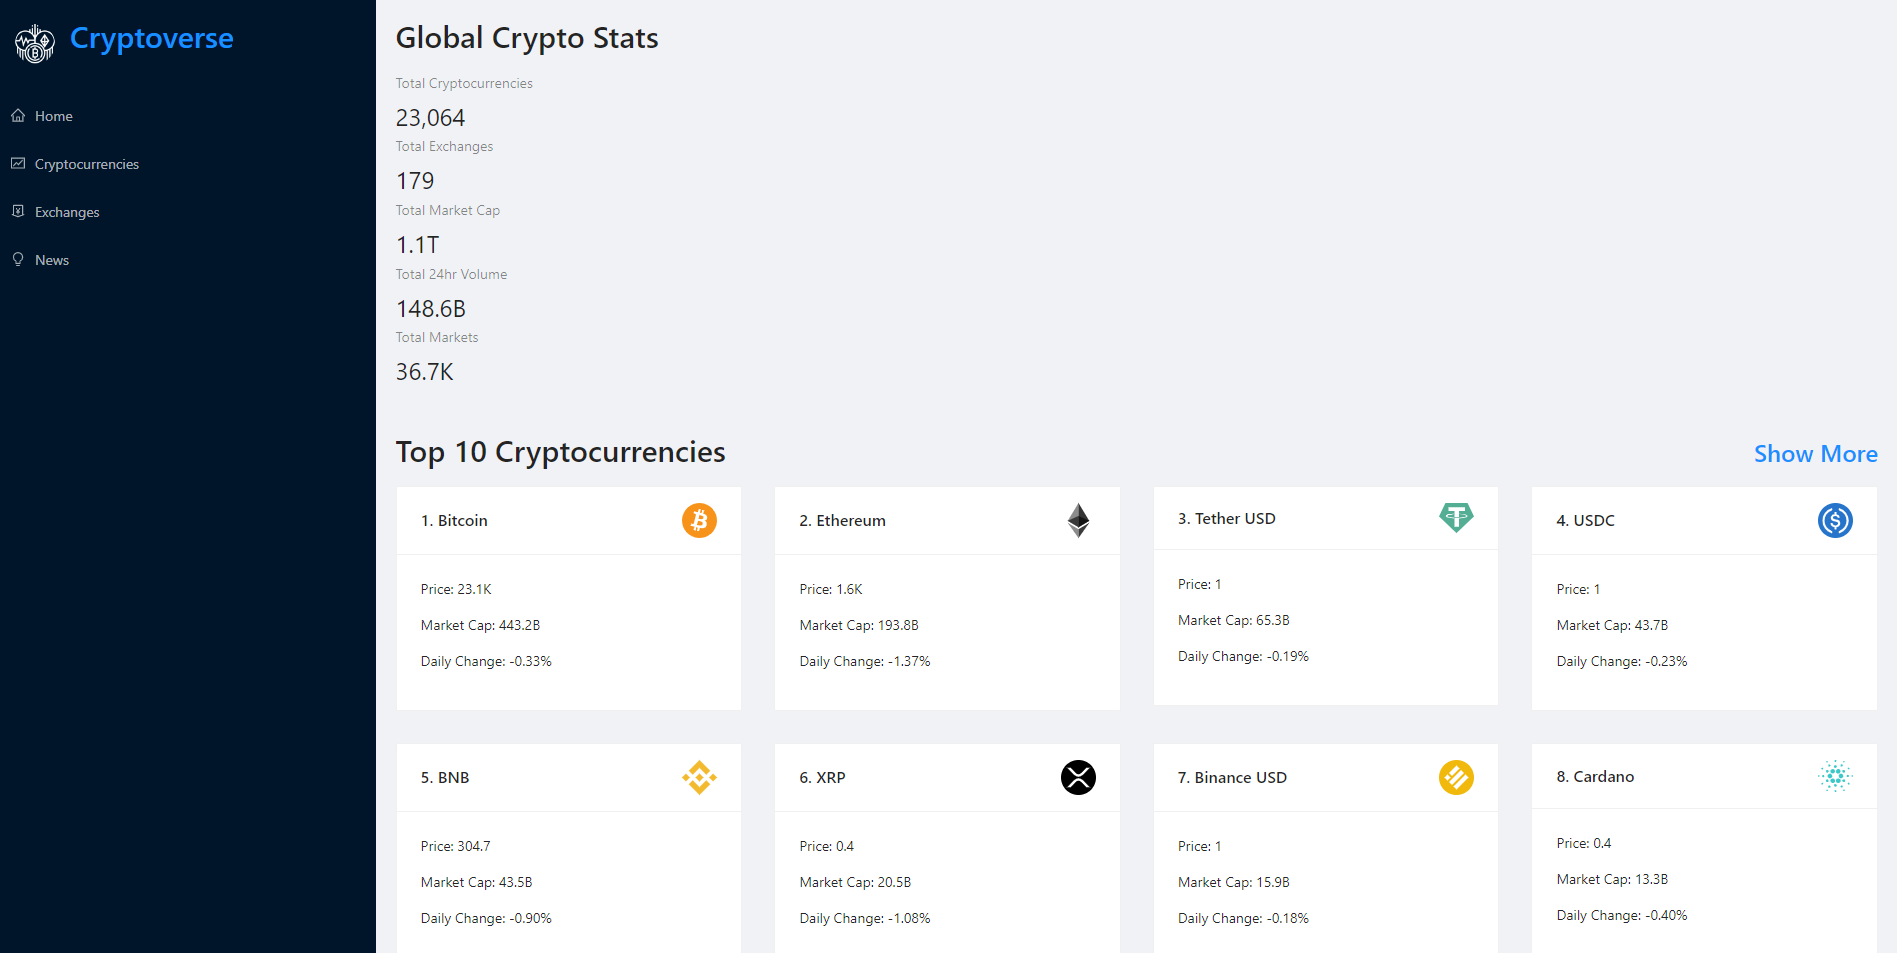 Cryptoverse
Home
Cryptocurrencies
Exchanges
News
Global Crypto Stats
Total Cryptocurrencies
23,064
Total Exchanges
179
Total Market Cap
1.1T
Total 24hr Volume
148.6B
Total Markets
36.7K
Top 10 Cryptocurrencies
Show More
1. Bitcoin
Price: 23.1K
Market Cap: 443.2B
Daily Change: -0.33%
2. Ethereum
Price: 1.6K
Market Cap: 193.8B
Daily Change: -1.37%
3. Tether USD
Price: 1
Market Cap: 65.3B
Daily Change: -0.19%
4. USDC
Price: 1
Market Cap: 43.7B
Daily Change: -0.23%
5. BNB
Price: 304.7
Market Cap: 43.5B
Daily Change: -0.90%
6. XRP
Price: 0.4
Market Cap: 20.5B
Daily Change: -1.08%
7. Binance USD
Price: 1
Market Cap: 15.9B
Daily Change: -0.18%
8. Cardano
Price: 0.4
Market Cap: 13.3B
Daily Change: -0.40%